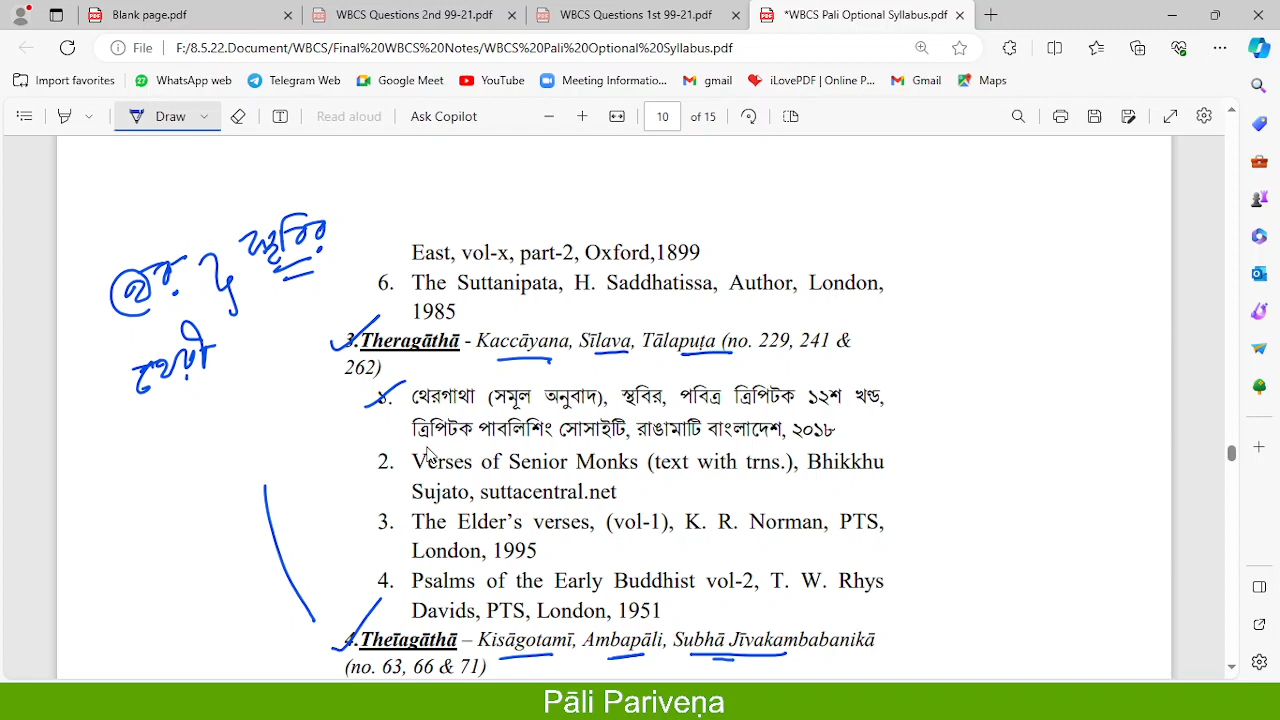 Blank page.pdf
WBCS Questions 2nd 99-21.pdf
WBCS Questions 1st 99-21.pdf
*WBCS Pali Optional Syllabus.pdf
File
F:/8.5.22.Document/WBCS/Final%20WBCS%20Notes/WBCS%20Pali%20Optional%20Syllabus.pdf
Import favorites
WhatsApp web
Telegram Web
Google Meet
YouTube
Meeting Informatio...
gmail
iLovePDF | Online P...
Gmail
Maps
Draw
Read aloud
Ask Copilot
10 of 15
East, vol-x, part-2, Oxford,1899
6. The Suttanipata, H. Saddhatissa, Author, London,
1985
স্থবির
থের
থেরী
3.Theragāthā - Kaccāyana, Sīlava, Tālapuṭa (no. 229, 241 &
262)
১. থেরগাথা (সমূল অনুবাদ), স্থবির, পবিত্র ত্রিপিটক ১২শ খন্ড,
ত্রিপিটক পাবলিশিং সোসাইটি, রাঙামাটি বাংলাদেশ, ২০১৮
2. Verses of Senior Monks (text with trns.), Bhikkhu
Sujato, suttacentral.net
3. The Elder’s verses, (vol-1), K. R. Norman, PTS,
London, 1995
4. Psalms of the Early Buddhist vol-2, T. W. Rhys
Davids, PTS, London, 1951
4.Theīagāthā – Kisāgotamī, Ambapāli, Subhā Jīvakambabanikā
(no. 63, 66 & 71)
Pāli Pariveṇa